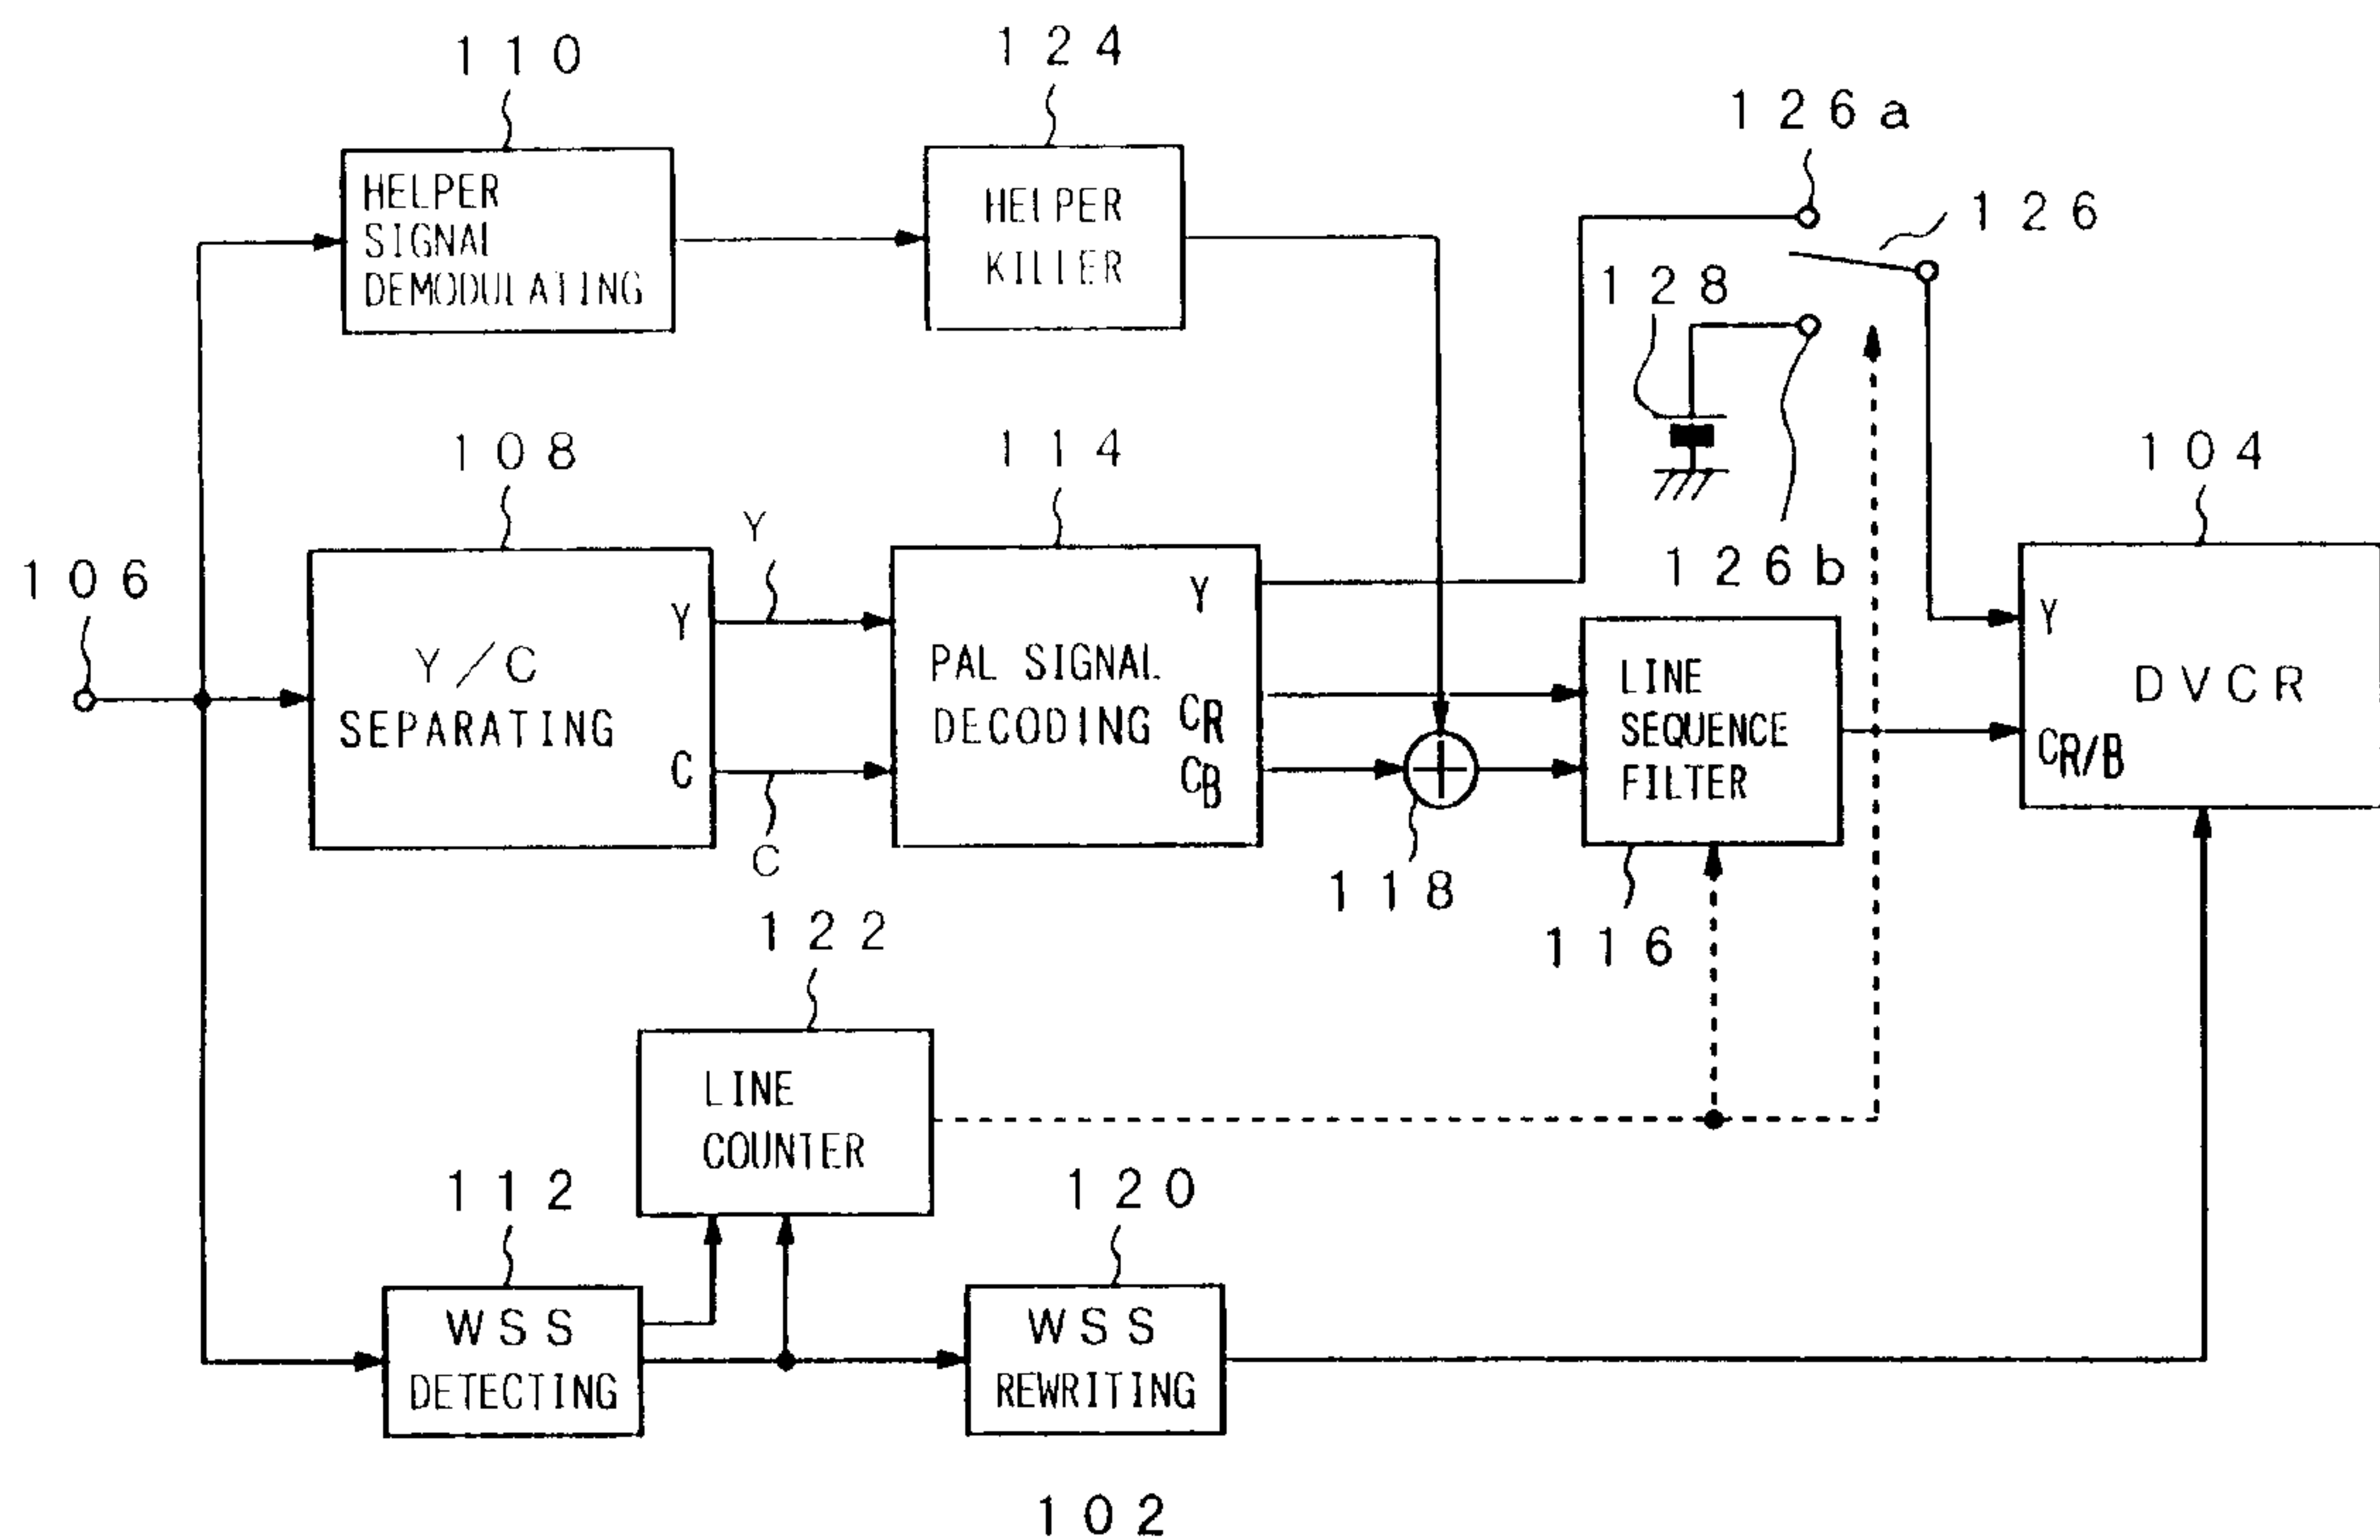 110
124
126a
HELPER
SIGNAL
DEMODULATING
HELPER
KILLER
126
128
108
114
104
Y
126b
106
Y
Y
Y
Y/C
SEPARATING
PAL SIGNAL
DECODING
CR
CB
LINE
SEQUENCE
FILTER
DVCR
CR/B
C
C
118
116
122
LINE
COUNTER
112
120
WSS
DETECTING
WSS
REWRITING
102